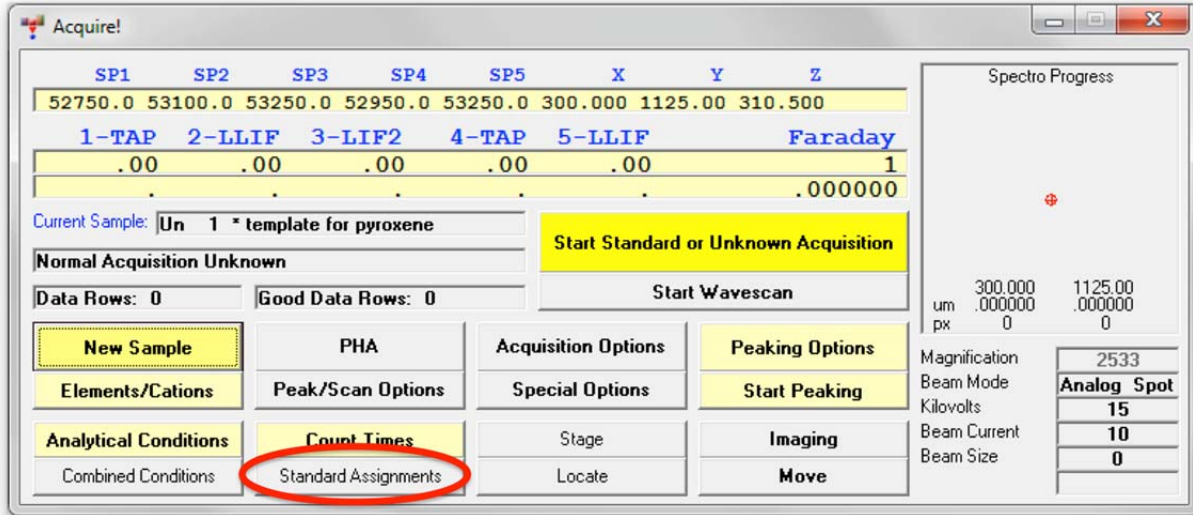 Acquire!
SP1 SP2 SP3 SP4 SP5 X Y Z
52750.0 53100.0 53250.0 52950.0 53250.0 300.000 1125.00 310.500
1-TAP 2-LLIF 3-LIF2 4-TAP 5-LLIF Faraday
.00 .00 .00 .00 .00 1
. . . . . .000000
Current Sample: Un 1 * template for pyroxene
Normal Acquisition Unknown
Data Rows: 0 Good Data Rows: 0
Start Standard or Unknown Acquisition
Start Wavescan
New Sample PHA Acquisition Options Peaking Options
Elements/Cations Peak/Scan Options Special Options Start Peaking
Analytical Conditions Count Times Stage Imaging
Combined Conditions Standard Assignments Locate Move
Spectro Progress
300.000 1125.00
um .000000 .000000
px 0 0
Magnification 2533
Beam Mode Analog Spot
Kilovolts 15
Beam Current 10
Beam Size 0